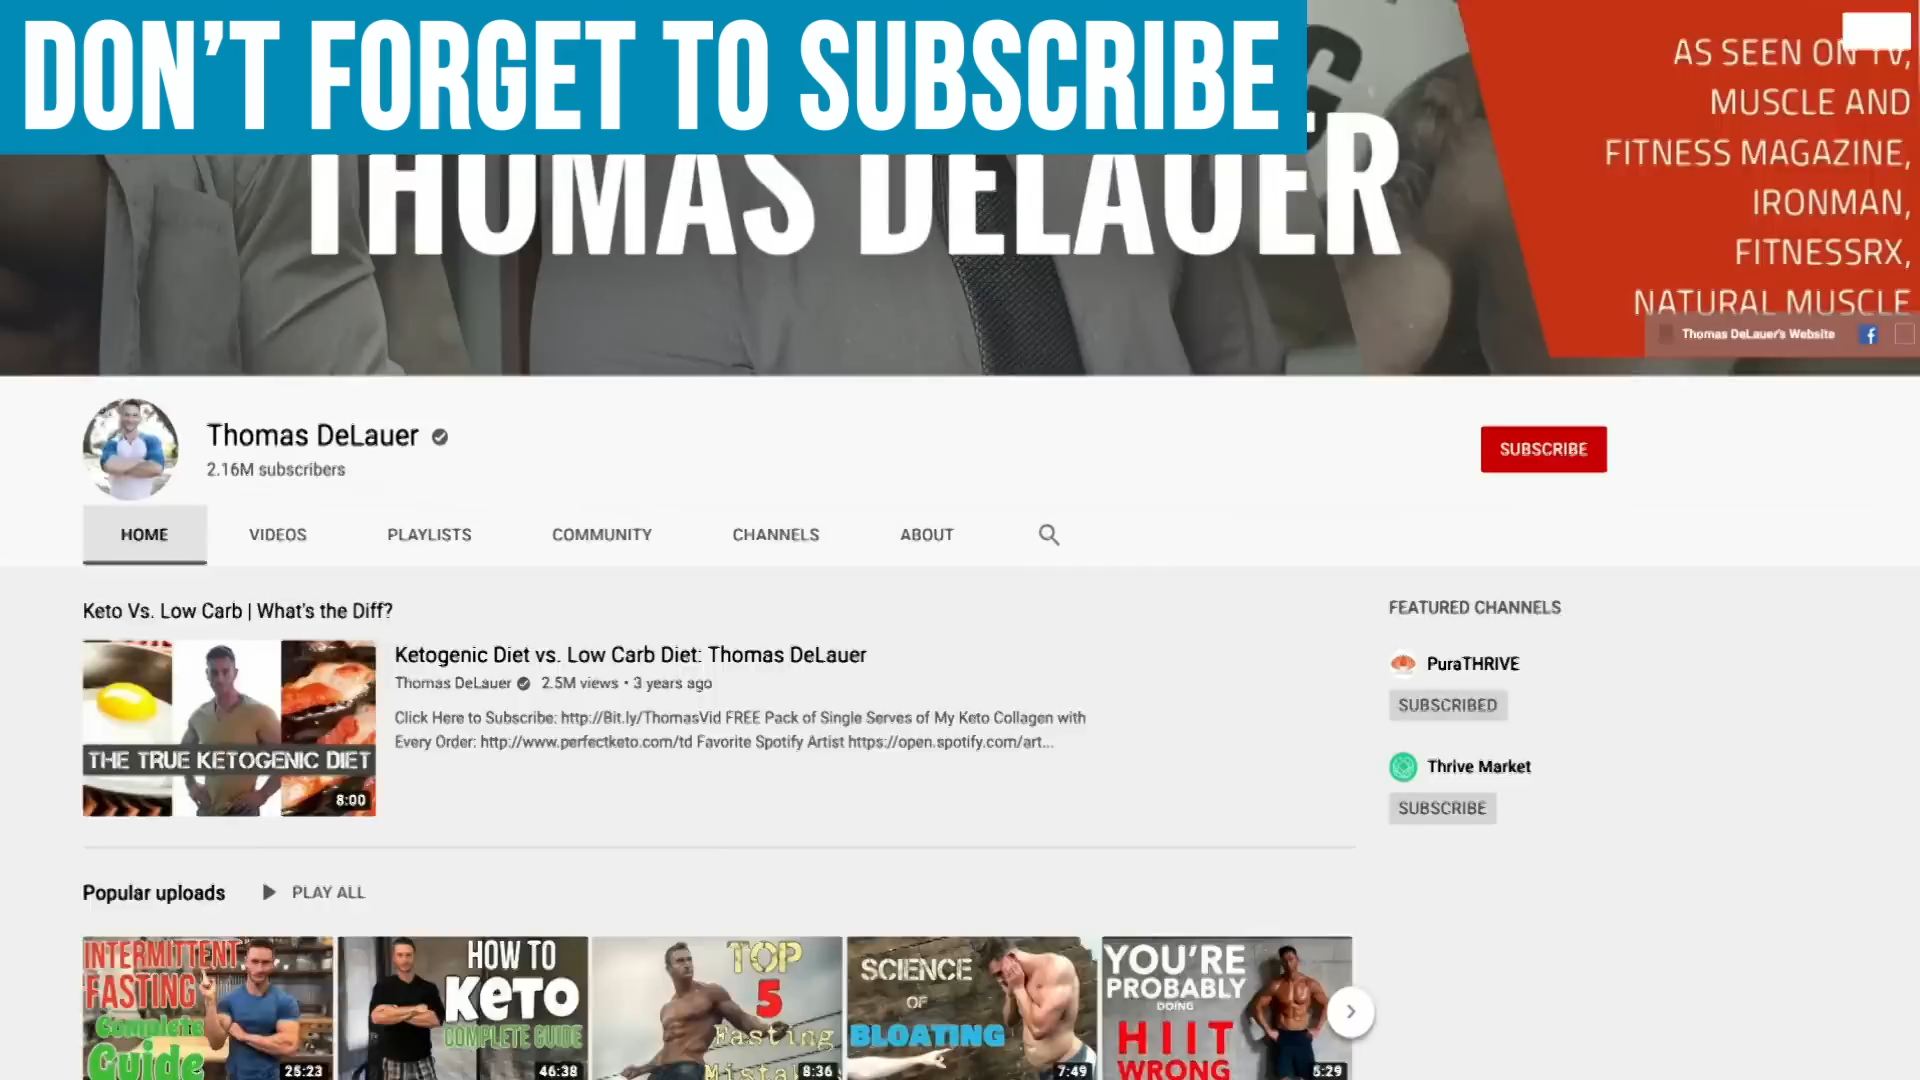 DON'T FORGET TO SUBSCRIBE
THOMAS DELAUER
AS SEEN ON TV,
MUSCLE AND
FITNESS MAGAZINE,
IRONMAN,
FITNESSRX,
NATURAL MUSCLE
Thomas DeLauer's Website
Thomas DeLauer
2.16M subscribers
SUBSCRIBE
HOME VIDEOS PLAYLISTS COMMUNITY CHANNELS ABOUT
Keto Vs. Low Carb | What's the Diff?
THE TRUE KETOGENIC DIET
8:00
Ketogenic Diet vs. Low Carb Diet: Thomas DeLauer
Thomas DeLauer 2.5M views • 3 years ago
Click Here to Subscribe: http://Bit.ly/ThomasVid FREE Pack of Single Serves of My Keto Collagen with
Every Order: http://www.perfectketo.com/td Favorite Spotify Artist https://open.spotify.com/art...
FEATURED CHANNELS
PuraTHRIVE
SUBSCRIBED
Thrive Market
SUBSCRIBE
Popular uploads PLAY ALL
INTERMITTENT
FASTING
Complete
Guide
25:23
HOW TO
KETO
COMPLETE GUIDE
46:38
TOP
5
Fasting
8:36
SCIENCE
OF
BLOATING
7:49
YOU'RE
PROBABLY
DOING
HIIT
WRONG
5:29